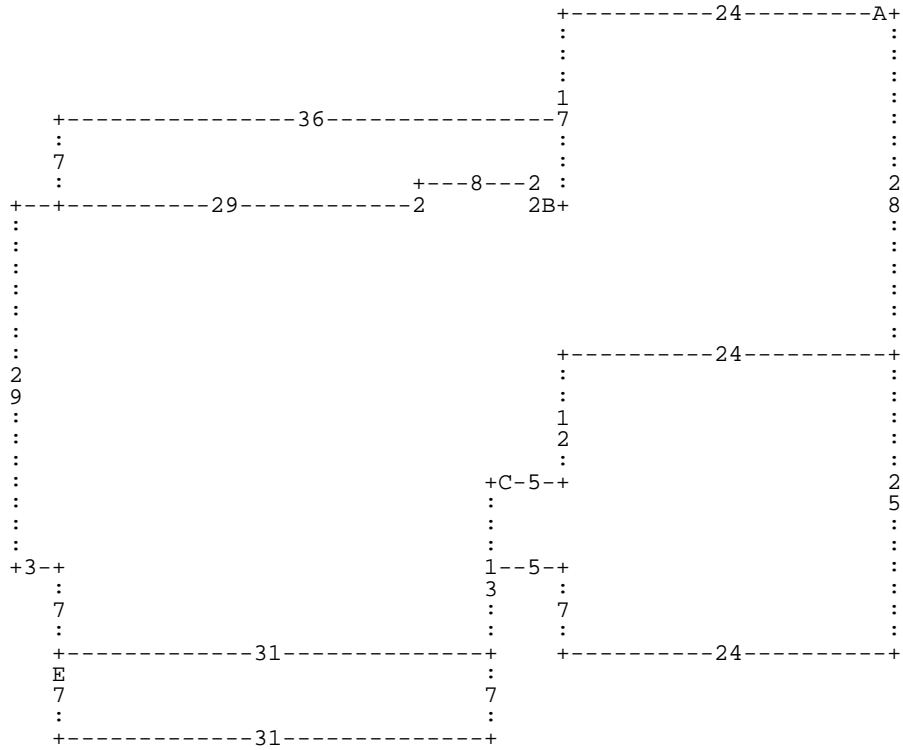 +----------24---------A+
                                      :                      :
                                      :                      :
                                      :                      :
                                      1                      :
   +----------------36----------------7                      :
   :                                  :                      :
   7                                  :                      :
   :                        +---8---2 :                      2
+--+----------29------------2       2B+                      8
:                                                            :
:                                                            :
:                                                            :
:                                                            :
:                                                            :
:                                                            :
:                                     +----------24----------+
2                                     :                      :
9                                     :                      :
:                                     1                      :
:                                     2                      :
:                                     :                      :
:                                +C-5-+                      2
:                                :                           5
:                                :                           :
:                                :                           :
+3-+                             1--5-+                      :
   :                             3    :                      :
   7                             :    7                      :
   :                             :    :                      :
   +-------------31--------------+    +----------24----------+
   E                             :
   7                             7
   :                             :
   +-------------31--------------+